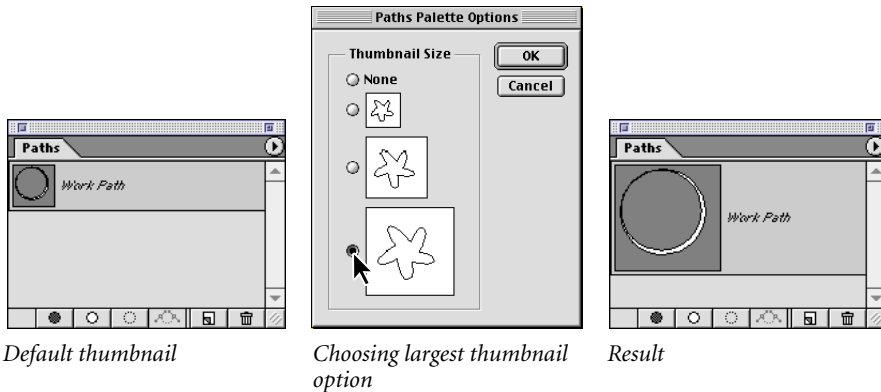 Paths
Work Path
Default thumbnail
Paths Palette Options
Thumbnail Size
None
OK
Cancel
Choosing largest thumbnail
option
Paths
Work Path
Result